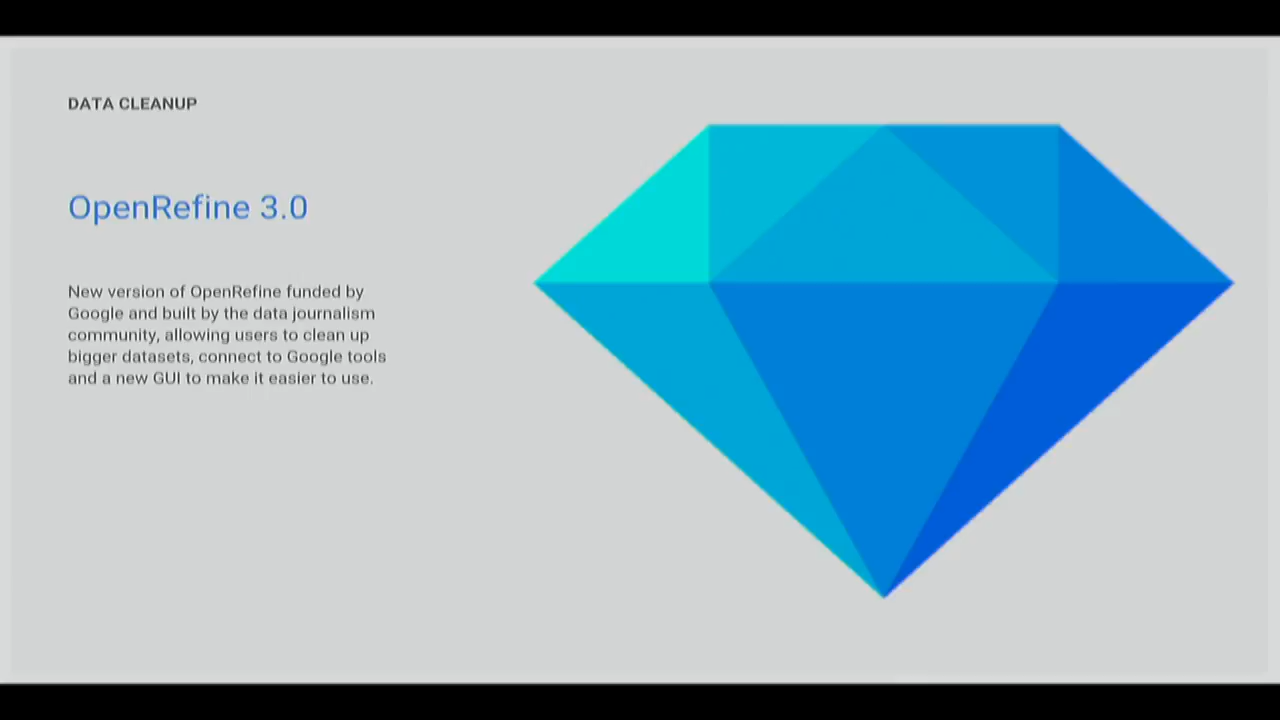 DATA CLEANUP
OpenRefine 3.0
New version of OpenRefine funded by
Google and built by the data journalism
community, allowing users to clean up
bigger datasets, connect to Google tools
and a new GUI to make it easier to use.